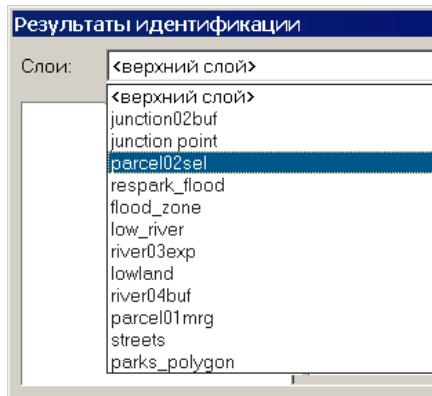 Результаты идентификации
Слои: <верхний слой>
<верхний слой>
junction02buf
junction point
parcel02sel
respark_flood
flood_zone
low_river
river03exp
lowland
river04buf
parcel01mrg
streets
parks_polygon